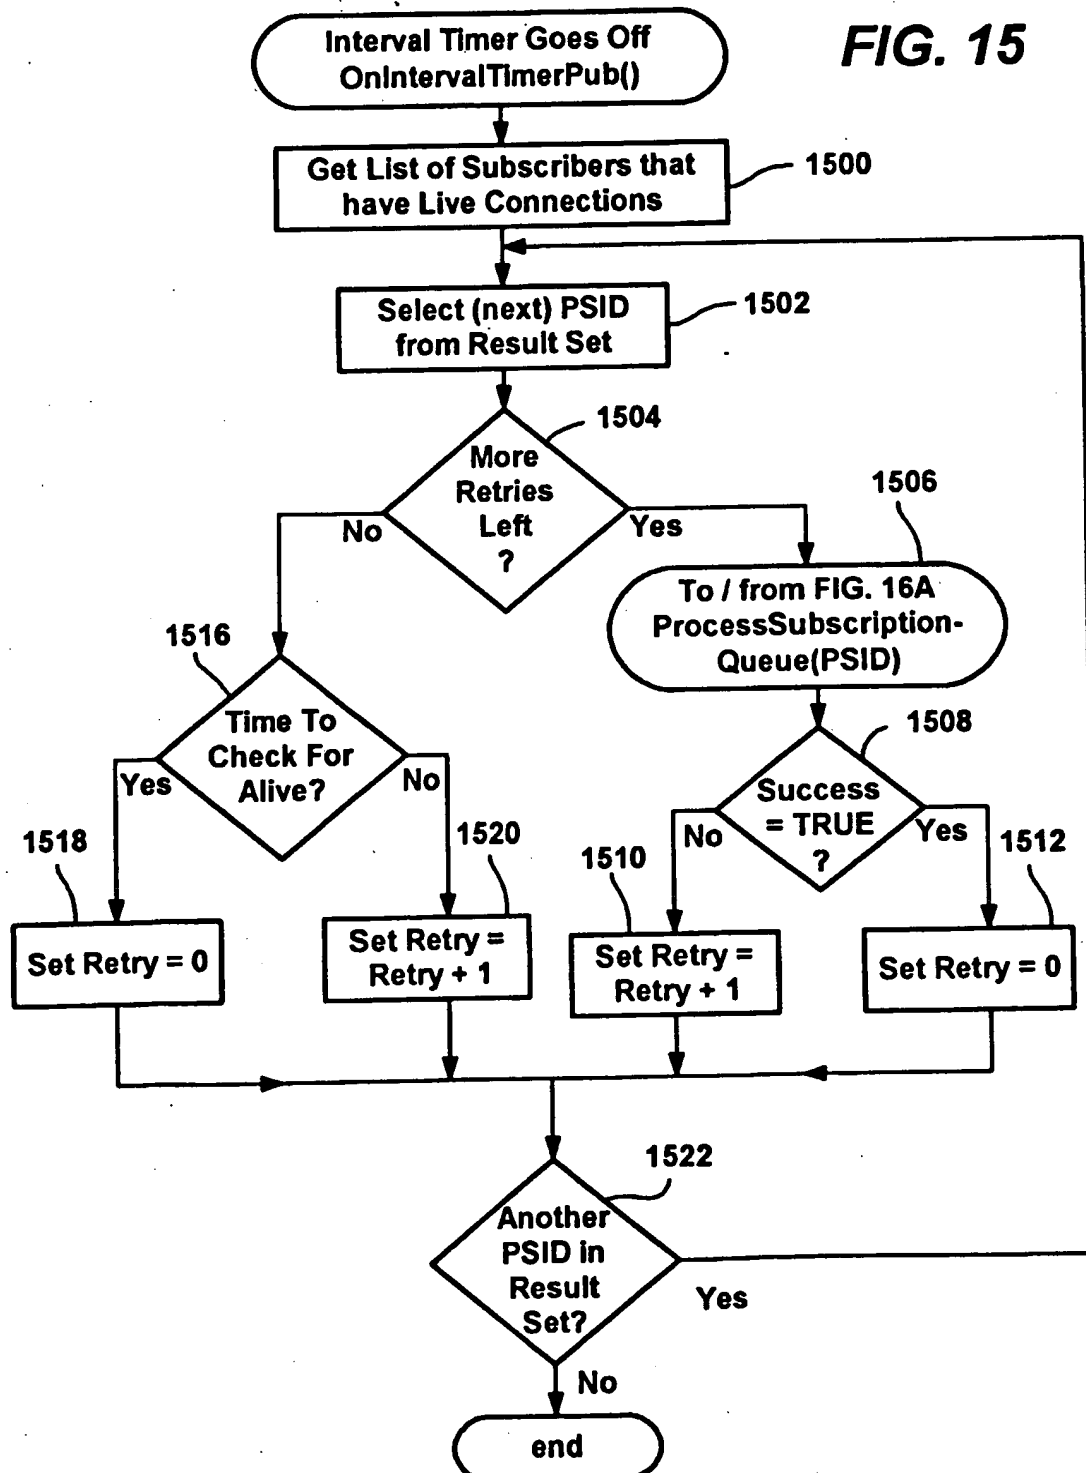 Interval Timer Goes Off
OnIntervalTimerPub()
FIG. 15
Get List of Subscribers that
have Live Connections
1500
Select (next) PSID
from Result Set
1502
1504
More
Retries
Left
?
No
Yes
1506
To / from FIG. 16A
ProcessSubscription-
Queue(PSID)
1516
Time To
Check For
Alive?
Yes
No
1508
Success
= TRUE
?
No
Yes
1518
Set Retry = 0
1520
Set Retry =
Retry + 1
1510
Set Retry =
Retry + 1
1512
Set Retry = 0
1522
Another
PSID in
Result
Set?
Yes
No
end